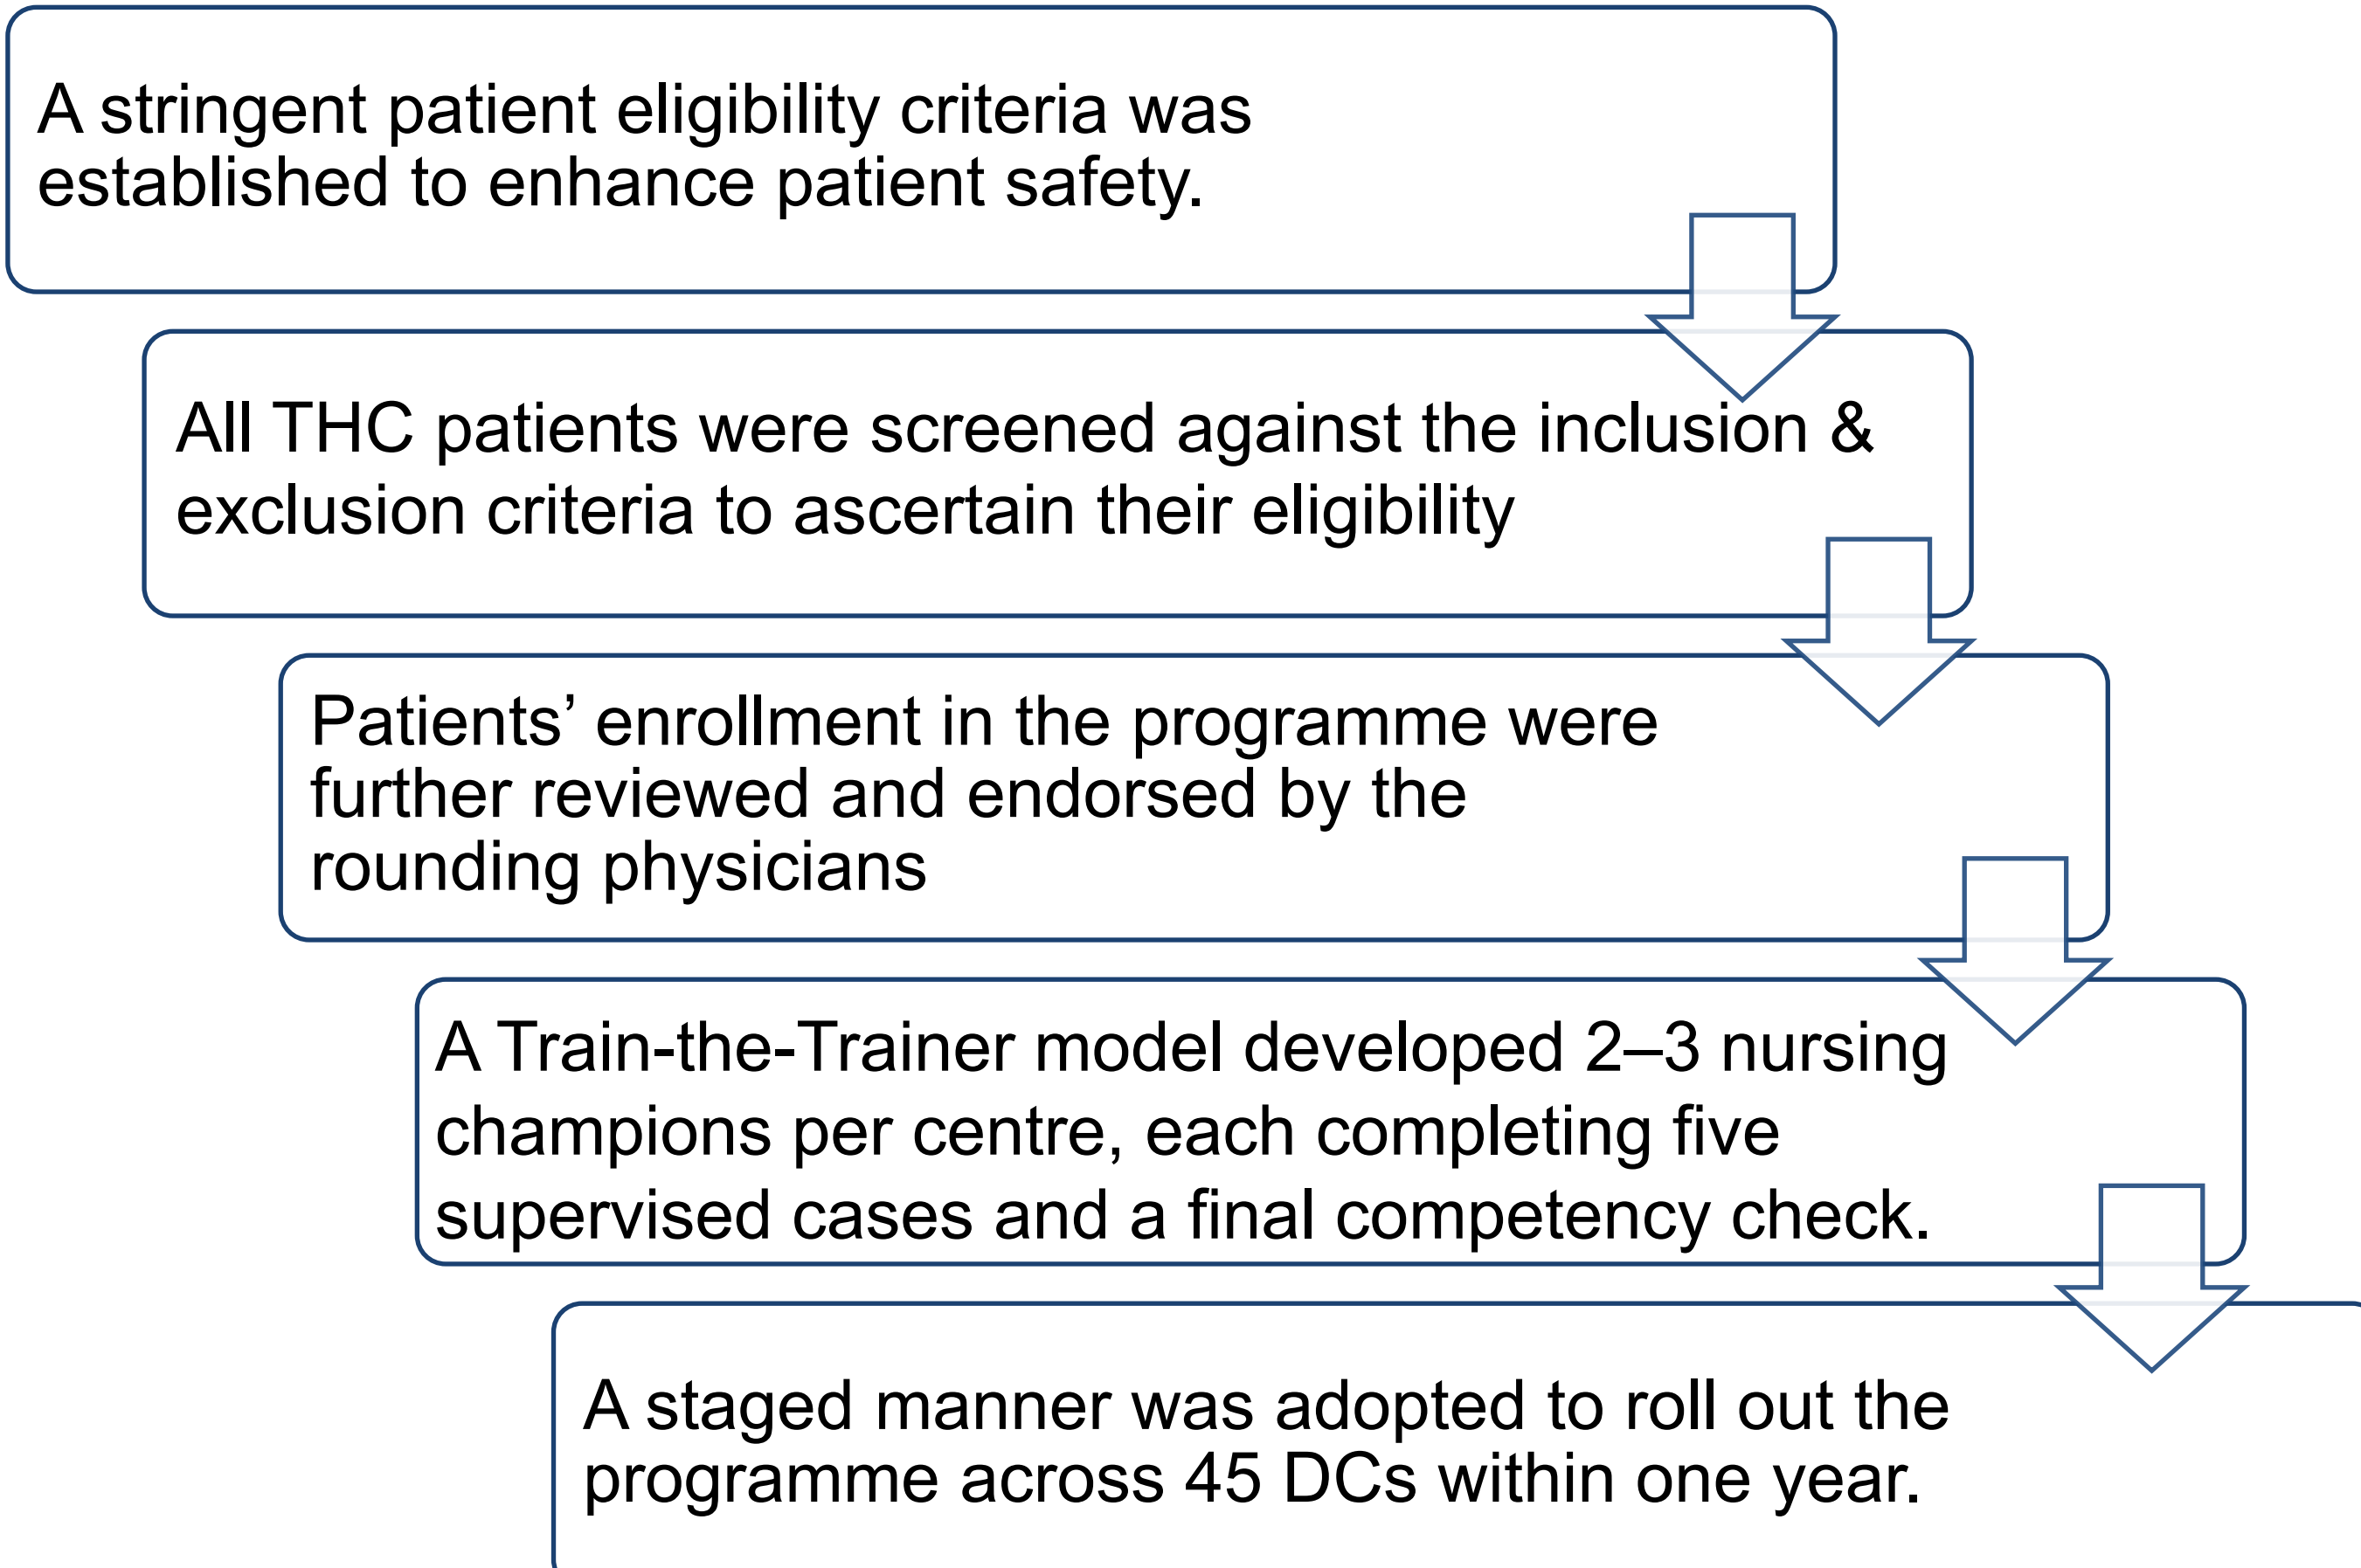 A stringent patient eligibility criteria was
established to enhance patient safety.
All THC patients were screened against the inclusion &
exclusion criteria to ascertain their eligibility
Patients’ enrollment in the programme were
further reviewed and endorsed by the
rounding physicians
A Train-the-Trainer model developed 2–3 nursing
champions per centre, each completing five
supervised cases and a final competency check.
A staged manner was adopted to roll out the
programme across 45 DCs within one year.